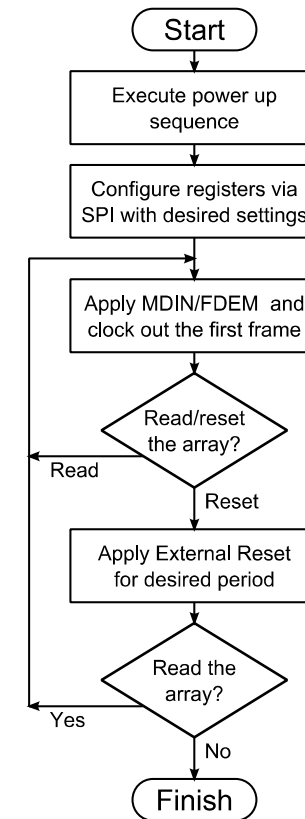 Start
Execute power up
sequence
Configure registers via
SPI with desired settings
Apply MDIN/FDEM and
clock out the first frame
Read/reset
the array?
Read
Reset
Apply External Reset
for desired period
Read the
array?
Yes
No
Finish